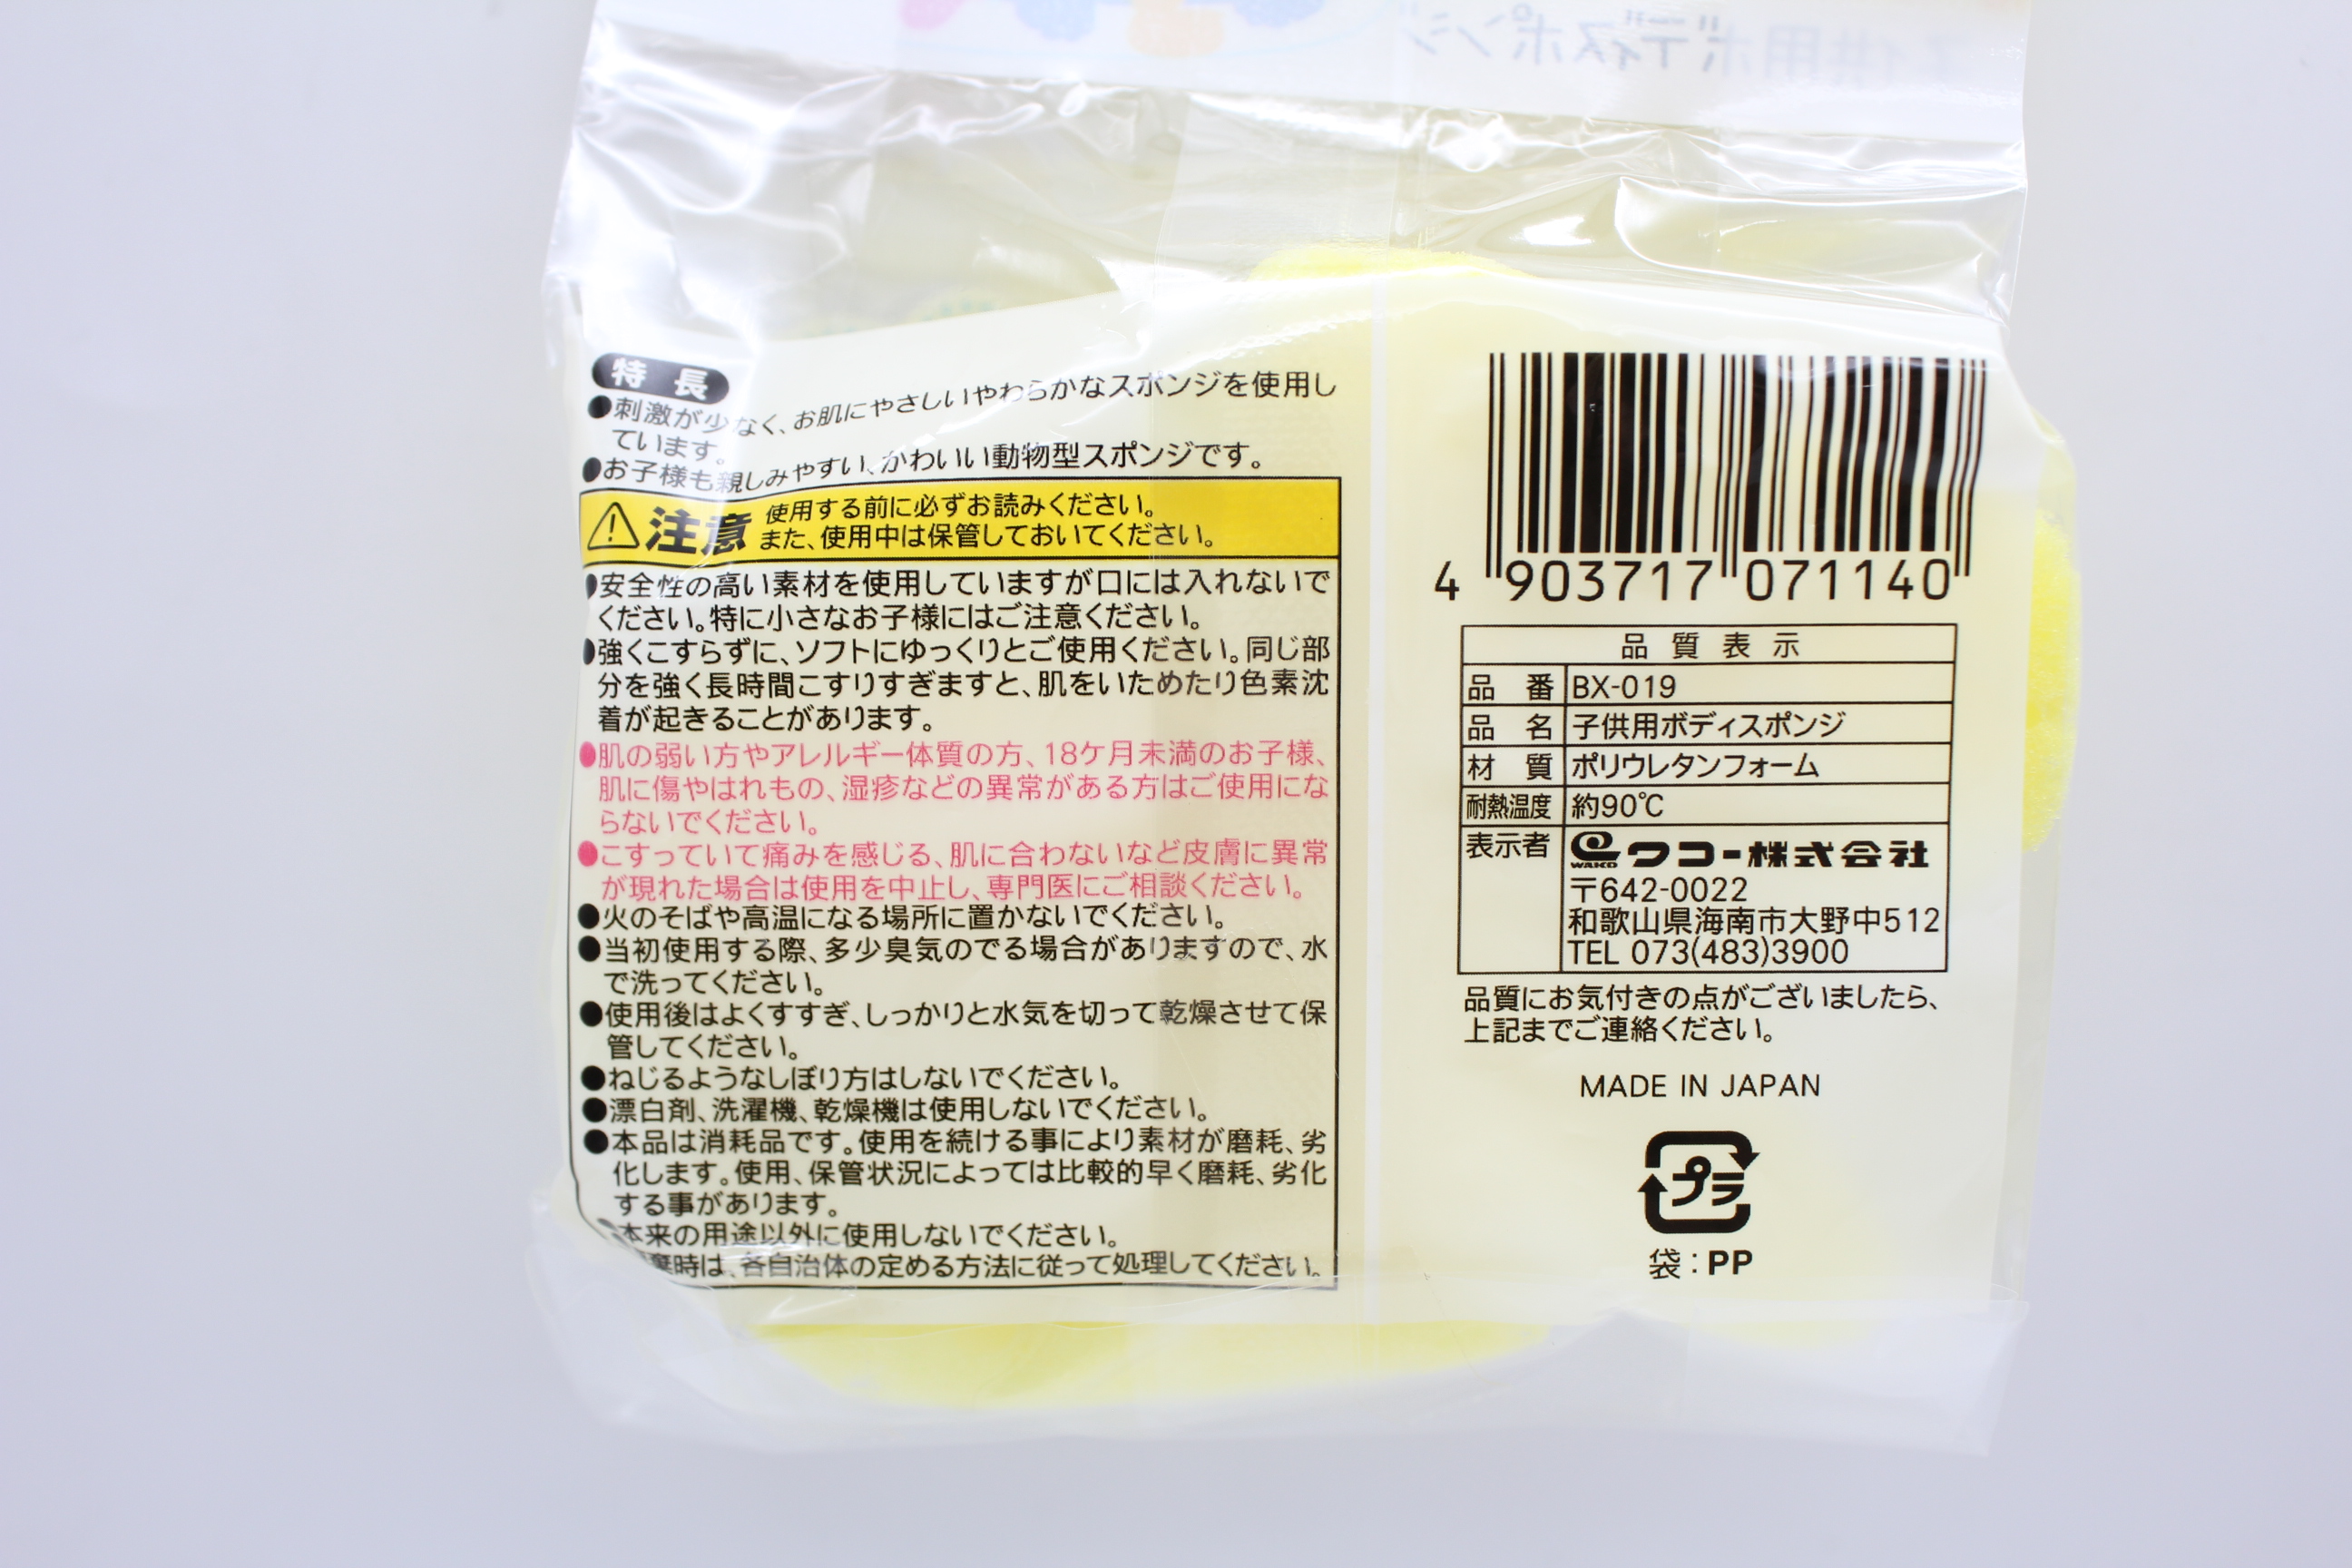 子供用ボディスポンジ
特 長
●刺激が少なく、お肌にやさしいやわらかなスポンジを使用し
ています。
●お子様も親しみやすい、かわいい動物型スポンジです。
注意
使用する前に必ずお読みください。
また、使用中は保管しておいてください。
●安全性の高い素材を使用していますが口には入れないで
ください。特に小さなお子様にはご注意ください。
●強くこすらずに、ソフトにゆっくりとご使用ください。同じ部
分を強く長時間こすりすぎますと、肌をいためたり色素沈
着が起きることがあります。
●肌の弱い方やアレルギー体質の方、18ケ月未満のお子様、
肌に傷やはれもの、湿疹などの異常がある方はご使用にな
らないでください。
●こすっていて痛みを感じる、肌に合わないなど皮膚に異常
が現れた場合は使用を中止し、専門医にご相談ください。
●火のそばや高温になる場所に置かないでください。
●当初使用する際、多少臭気のでる場合がありますので、水
で洗ってください。
●使用後はよくすすぎ、しっかりと水気を切って乾燥させて保
管してください。
●ねじるようなしぼり方はしないでください。
●漂白剤、洗濯機、乾燥機は使用しないでください。
●本品は消耗品です。使用を続ける事により素材が磨耗、劣
化します。使用、保管状況によっては比較的早く磨耗、劣化
する事があります。
●本来の用途以外に使用しないでください。
棄時は、各自治体の定める方法に従って処理してください。
4 903717 071140
品質表示
品 番 BX-019
品 名 子供用ボディスポンジ
材 質 ポリウレタンフォーム
耐熱温度 約90℃
表示者 WAKO ワコー株式会社
〒642-0022
和歌山県海南市大野中512
TEL 073(483)3900
品質にお気付きの点がございましたら、
上記までご連絡ください。
MADE IN JAPAN
プラ
袋：PP